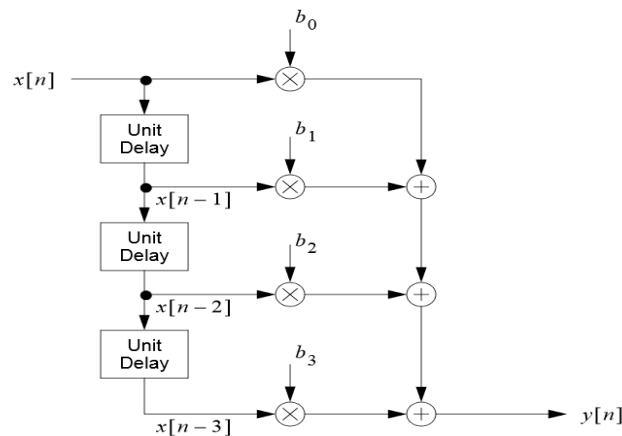 b₀
x[n]
Unit
Delay
b₁
x[n − 1]
Unit
Delay
b₂
x[n − 2]
Unit
Delay
b₃
x[n − 3]
y[n]